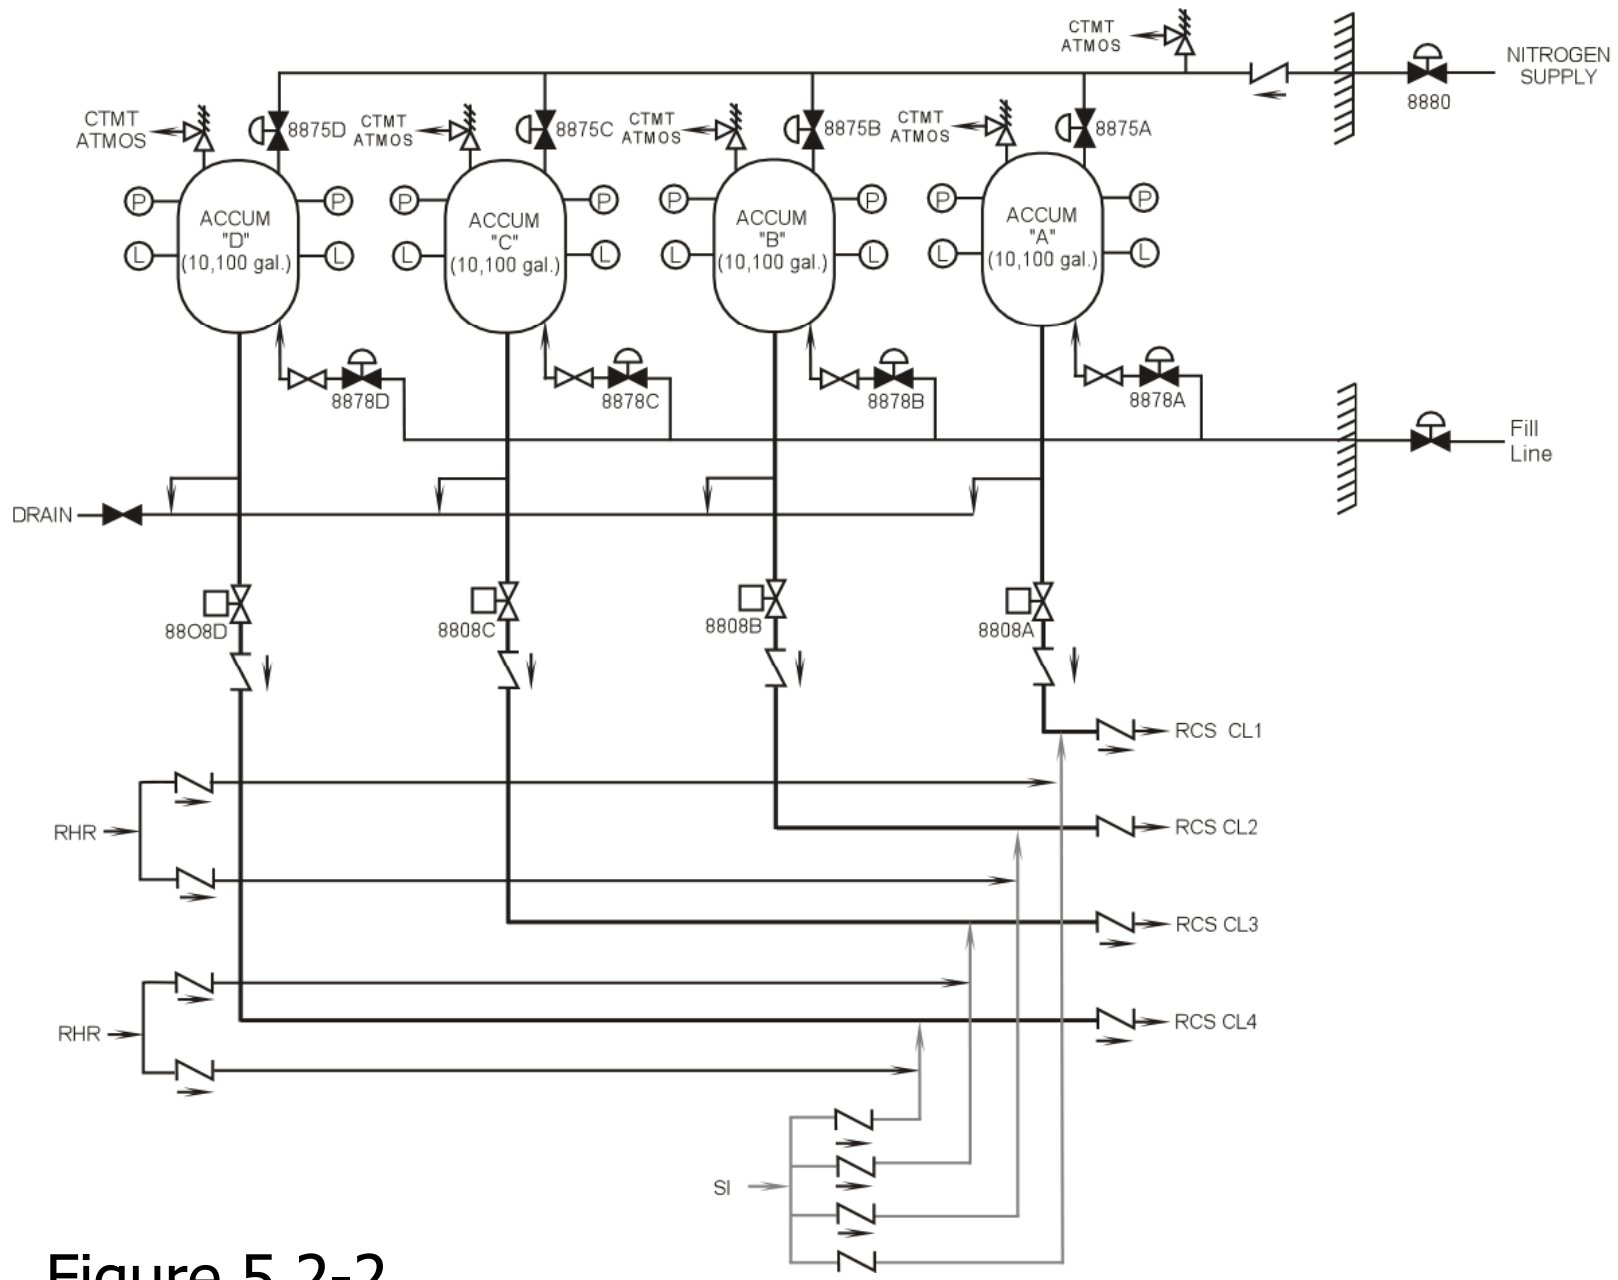 CTMT
ATMOS
NITROGEN
SUPPLY
8880
CTMT
ATMOS
8875D
CTMT
ATMOS
8875C
CTMT
ATMOS
8875B
CTMT
ATMOS
8875A
P
P
P
P
P
P
P
P
ACCUM
"D"
(10,100 gal.)
ACCUM
"C"
(10,100 gal.)
ACCUM
"B"
(10,100 gal.)
ACCUM
"A"
(10,100 gal.)
L
L
L
L
L
L
L
L
8878D
8878C
8878B
8878A
Fill
Line
DRAIN
88O8D
8808C
8808B
8808A
RCS CL1
RHR
RCS CL2
RCS CL3
RHR
RCS CL4
SI
Figure 5.2-2